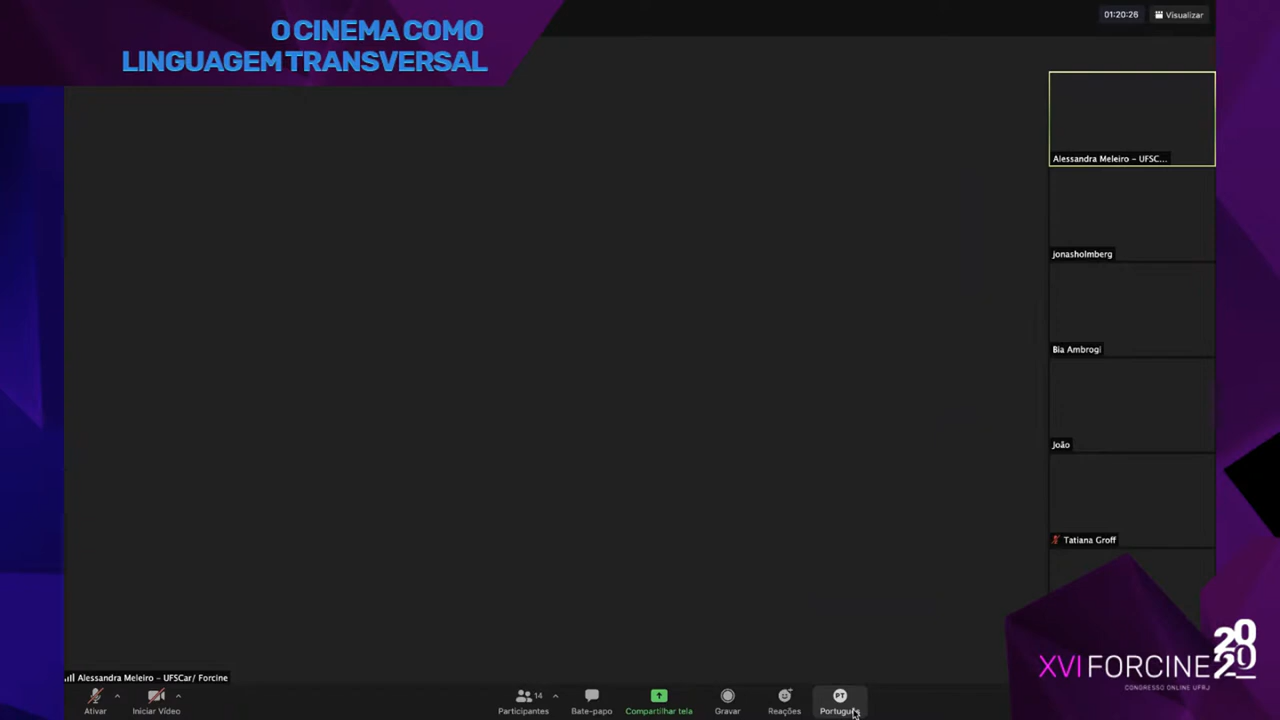 O CINEMA COMO
LINGUAGEM TRANSVERSAL
01:20:26 Visualizar
Alessandra Meleiro – UFSC...
jonasholmberg
Bia Ambrogi
João
Tatiana Groff
Alessandra Meleiro – UFSCar/ Forcine
Ativar Iniciar Vídeo 14 Participantes Bate-papo Compartilhar tela Gravar Reações PT Português
XVI FORCINE 2020
CONGRESSO ONLINE UFRJ